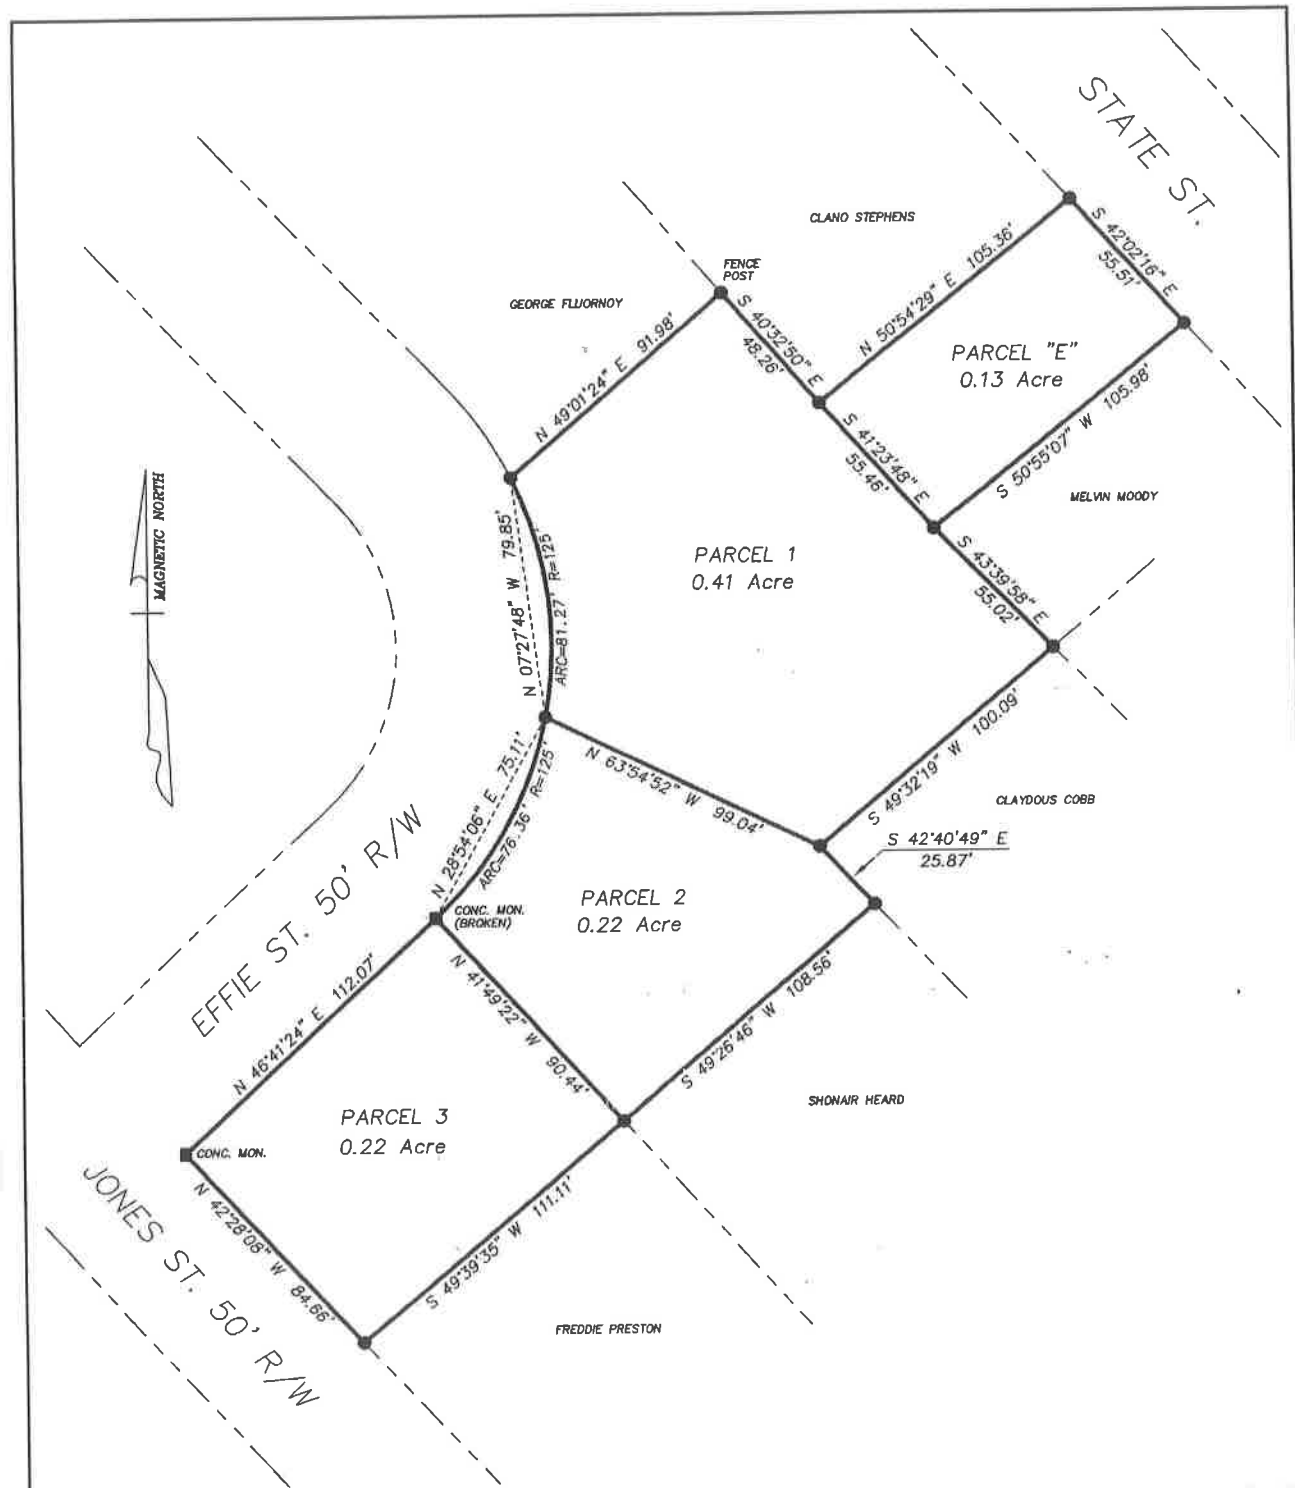 STATE ST.
CLANO STEPHENS
S 42°02'16" E
55.51'
N 50°54'29" E 105.36'
FENCE
POST
GEORGE FLUORNOY
S 40°32'50" E
48.26'
N 49°01'24" E 91.98'
PARCEL "E"
0.13 Acre
S 50°55'07" W 105.98'
S 41°23'48" E
55.46'
MELVIN MOODY
MAGNETIC NORTH
N 07°27'48" W 79.85'
ARC=81.27' R=125'
PARCEL 1
0.41 Acre
S 43°39'58" E
55.02'
S 49°32'19" W 100.09'
N 63°54'52" W 99.04'
CLAYDOUS COBB
S 42°40'49" E
25.87'
N 28°54'06" E 75.11'
ARC=76.36' R=125'
EFFIE ST. 50' R/W
PARCEL 2
0.22 Acre
CONC. MON.
(BROKEN)
N 46°41'24" E 112.07'
N 41°49'22" W 90.44'
S 49°26'46" W 108.56'
SHONAIR HEARD
PARCEL 3
0.22 Acre
CONC. MON.
JONES ST. 50' R/W
N 42°28'08" W 84.66'
S 49°39'35" W 111.11'
FREDDIE PRESTON